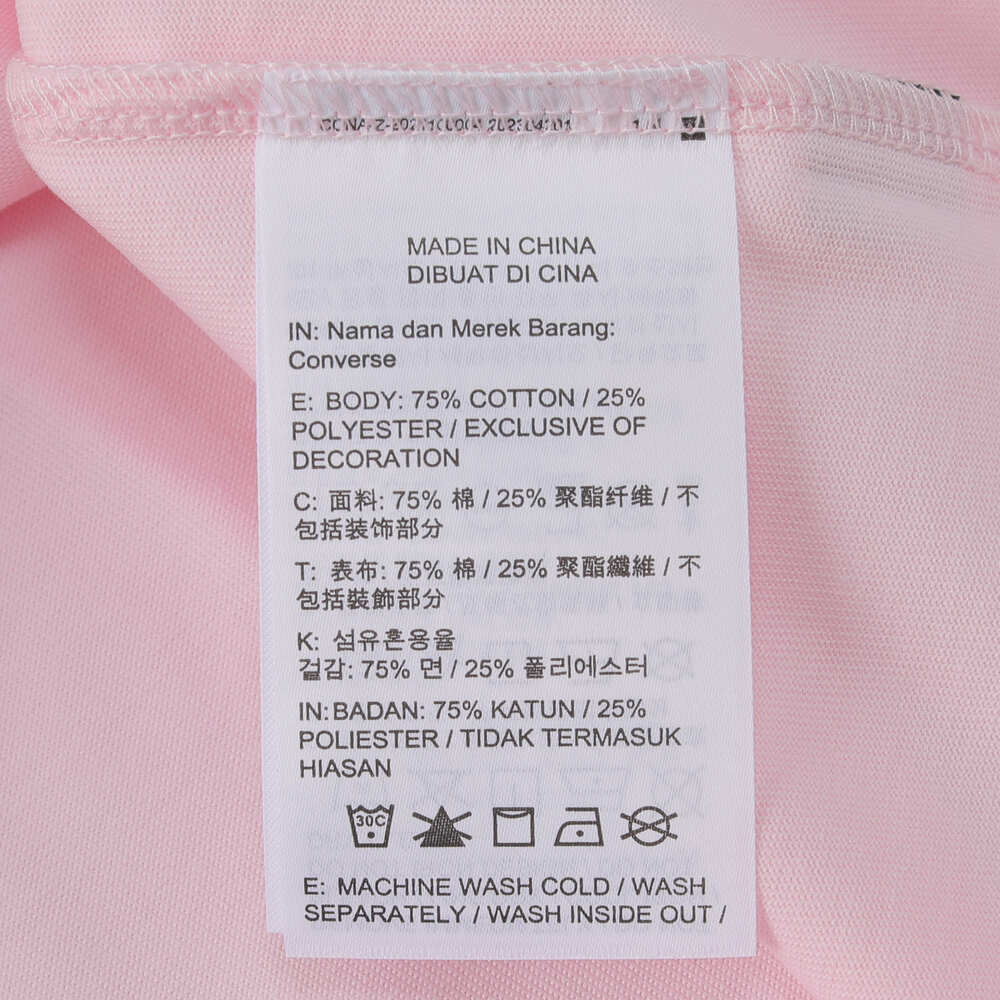 MADE IN CHINA
DIBUAT DI CINA
IN: Nama dan Merek Barang:
Converse
E: BODY: 75% COTTON / 25%
POLYESTER / EXCLUSIVE OF
DECORATION
C: 面料: 75% 棉 / 25% 聚酯纤维 / 不
包括装饰部分
T: 表布: 75% 棉 / 25% 聚酯纖維 / 不
包括裝飾部分
K: 섬유혼용율
겉감: 75% 면 / 25% 폴리에스터
IN: BADAN: 75% KATUN / 25%
POLIESTER / TIDAK TERMASUK
HIASAN
30C
E: MACHINE WASH COLD / WASH
SEPARATELY / WASH INSIDE OUT /